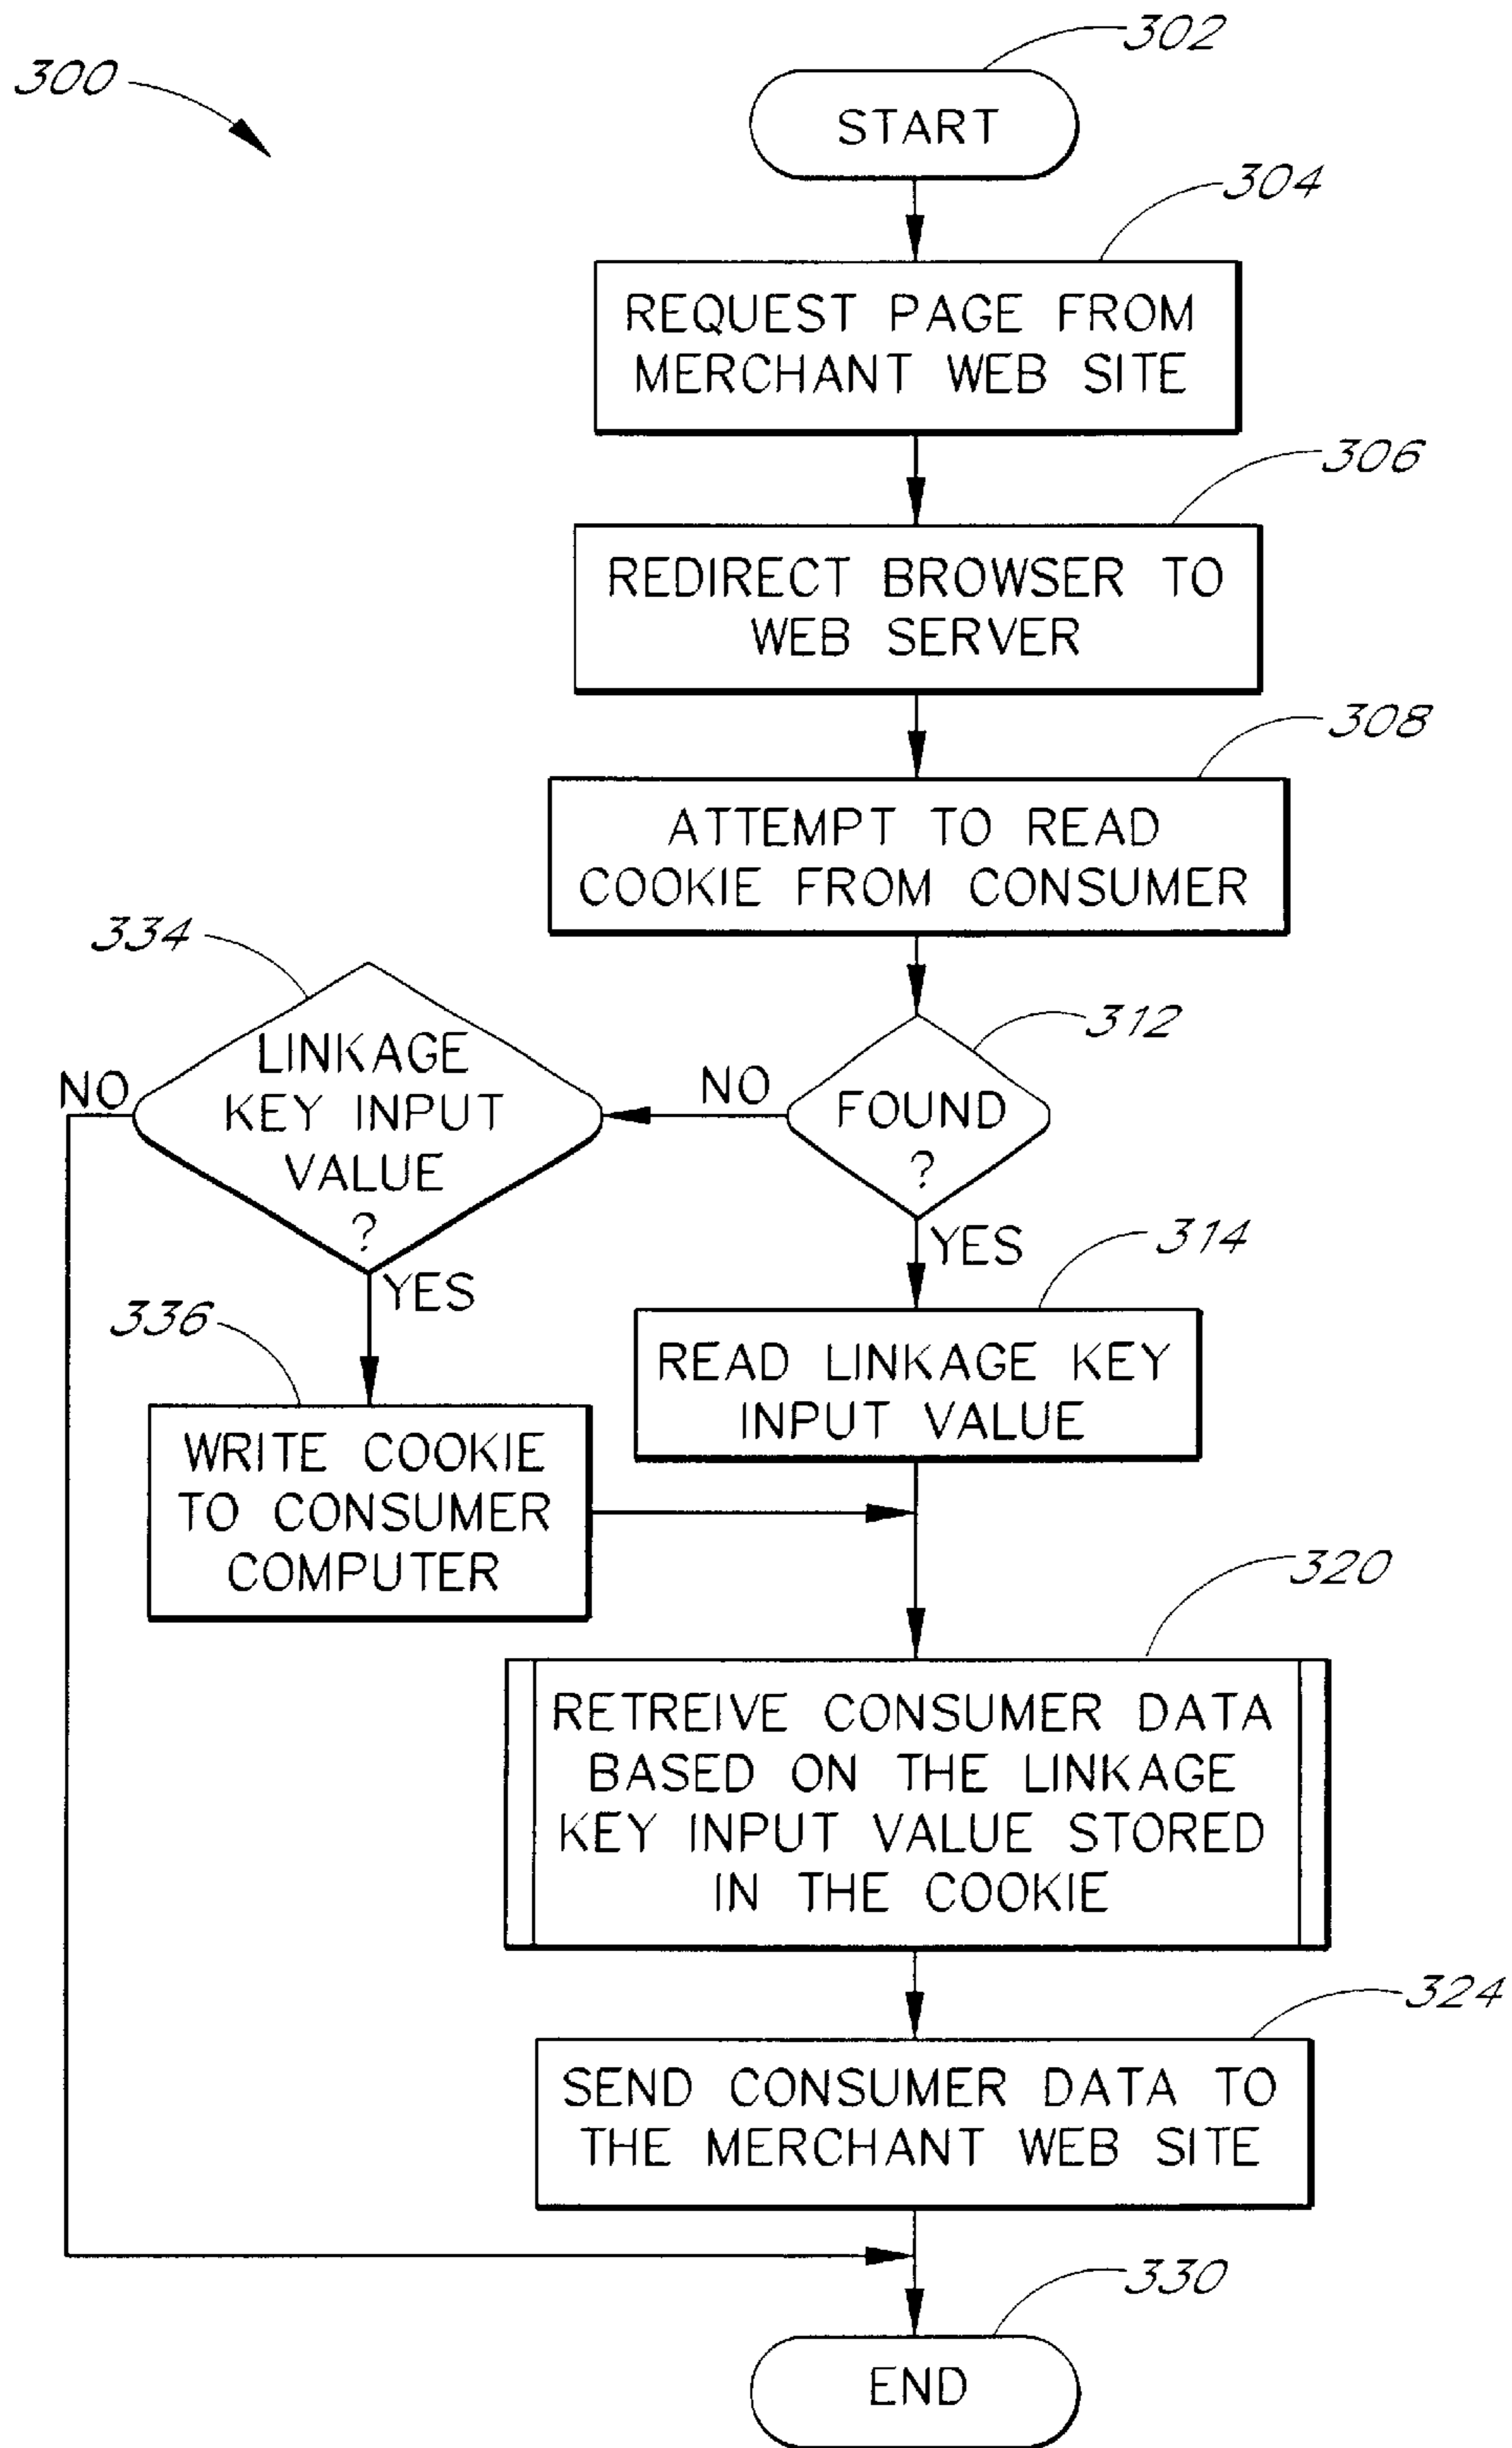 302
300
START
304
REQUEST PAGE FROM
MERCHANT WEB SITE
306
REDIRECT BROWSER TO
WEB SERVER
308
ATTEMPT TO READ
COOKIE FROM CONSUMER
334
312
LINKAGE
KEY INPUT
VALUE
?
NO
NO
FOUND
?
YES
314
YES
336
READ LINKAGE KEY
INPUT VALUE
WRITE COOKIE
TO CONSUMER
COMPUTER
320
RETREIVE CONSUMER DATA
BASED ON THE LINKAGE
KEY INPUT VALUE STORED
IN THE COOKIE
324
SEND CONSUMER DATA TO
THE MERCHANT WEB SITE
330
END